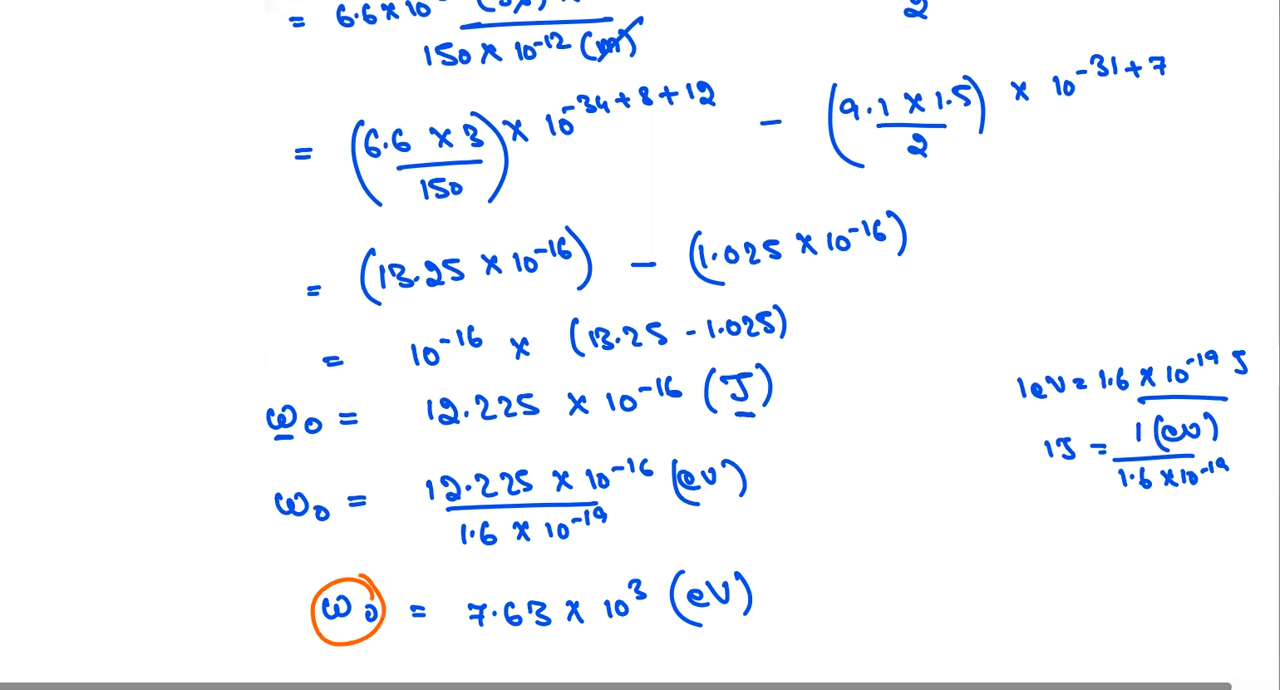 = 6.6 × 10
150 × 10⁻¹² (m)
2
= (6.6 × 3 / 150) × 10⁻³⁴⁺⁸⁺¹² − (9.1 × 1.5 / 2) × 10⁻³¹⁺⁷
= (13.25 × 10⁻¹⁶) − (1.025 × 10⁻¹⁶)
= 10⁻¹⁶ × (13.25 - 1.025)
ω₀ = 12.225 × 10⁻¹⁶ (J)
1eV = 1.6 × 10⁻¹⁹ J
1J = 1 (eV) / 1.6 × 10⁻¹⁹
ω₀ = 12.225 × 10⁻¹⁶ / 1.6 × 10⁻¹⁹ (eV)
ω₀ = 7.63 × 10³ (eV)